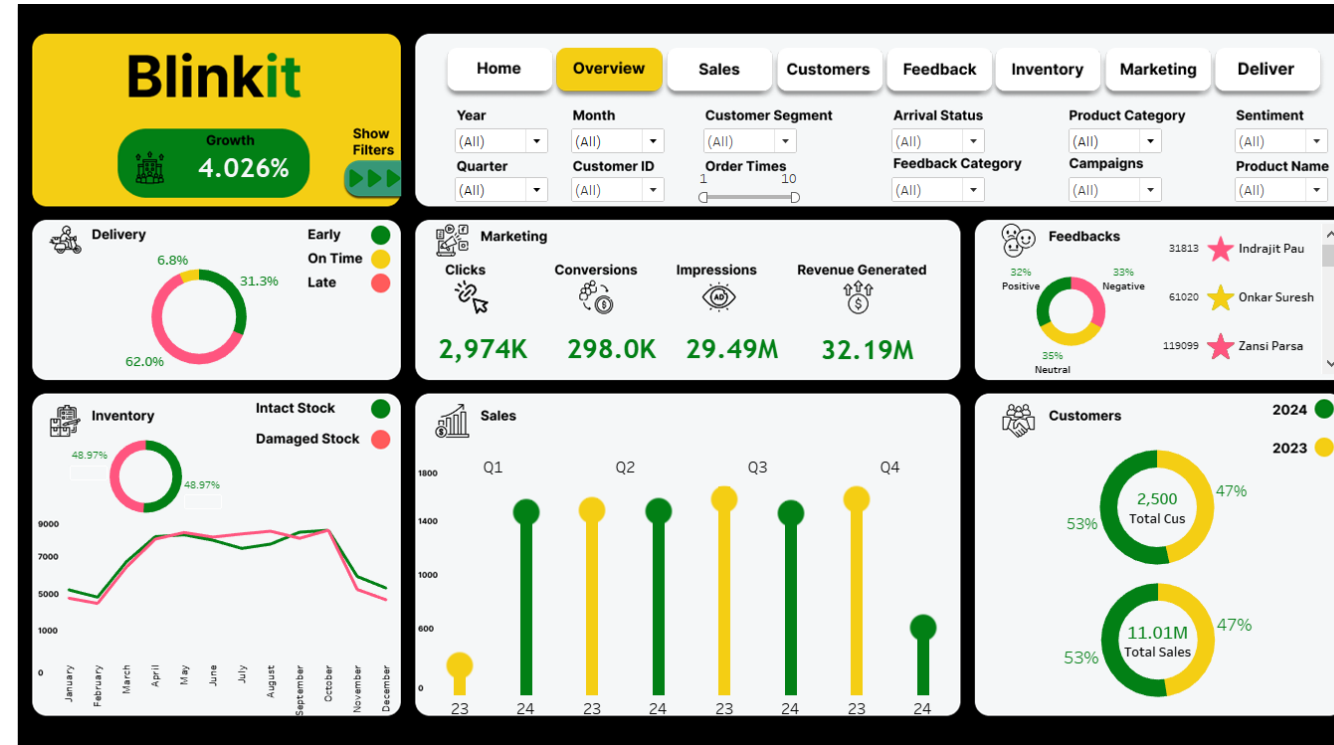 Blinkit
Growth
4.026%
Show
Filters
Home
Overview
Sales
Customers
Feedback
Inventory
Marketing
Deliver
Year
Month
Customer Segment
Arrival Status
Product Category
Sentiment
(All)
(All)
(All)
(All)
(All)
(All)
Quarter
Customer ID
Order Times
Feedback Category
Campaigns
Product Name
(All)
(All)
1
10
(All)
(All)
(All)
Delivery
Early
On Time
Late
6.8%
31.3%
62.0%
Marketing
Clicks
Conversions
Impressions
Revenue Generated
AD
2,974K
298.0K
29.49M
32.19M
Feedbacks
32%
Positive
33%
Negative
35%
Neutral
31813
Indrajit Pau
61020
Onkar Suresh
119099
Zansi Parsa
Inventory
Intact Stock
Damaged Stock
48.97%
48.97%
9000
7000
5000
1000
0
January
February
March
April
May
June
July
August
September
October
November
December
Sales
Q1
Q2
Q3
Q4
1800
1400
1000
600
0
23
24
23
24
23
24
23
24
Customers
2024
2023
2,500
Total Cus
47%
53%
11.01M
Total Sales
47%
53%